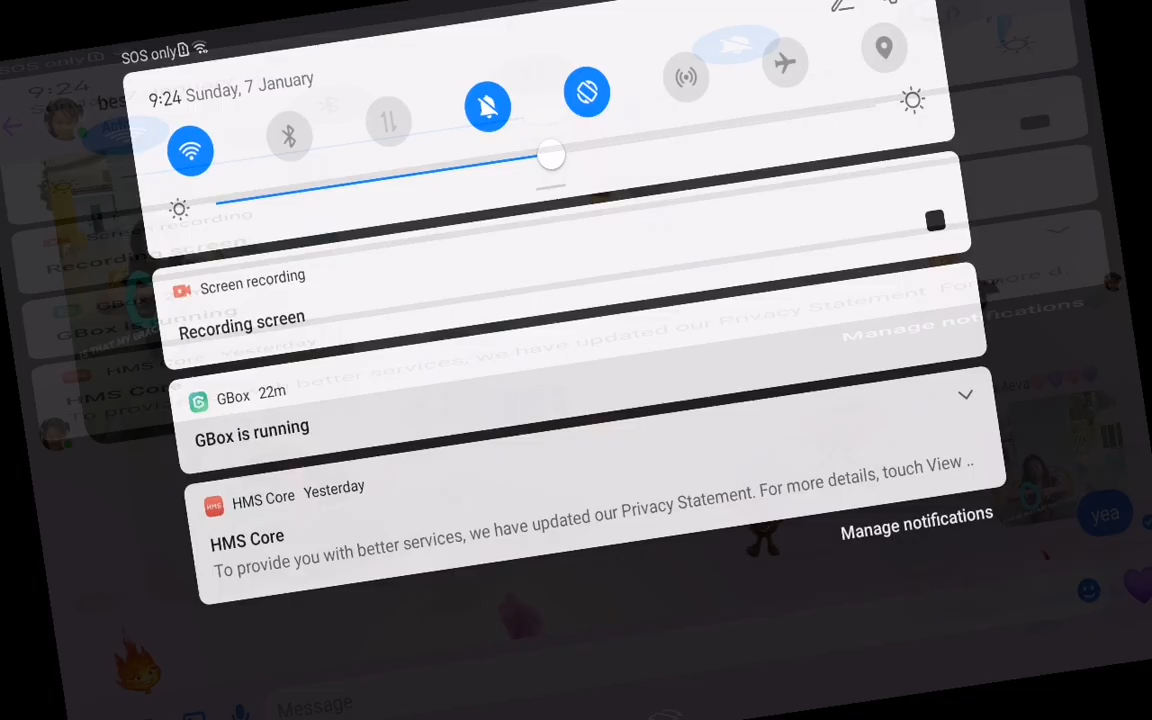 SOS only
9:24 Sunday, 7 January
Screen recording
Recording screen
GBox 22m
GBox is running
HMS Core Yesterday
HMS Core
To provide you with better services, we have updated our Privacy Statement. For more details, touch View ..
Manage notifications
yea
Message